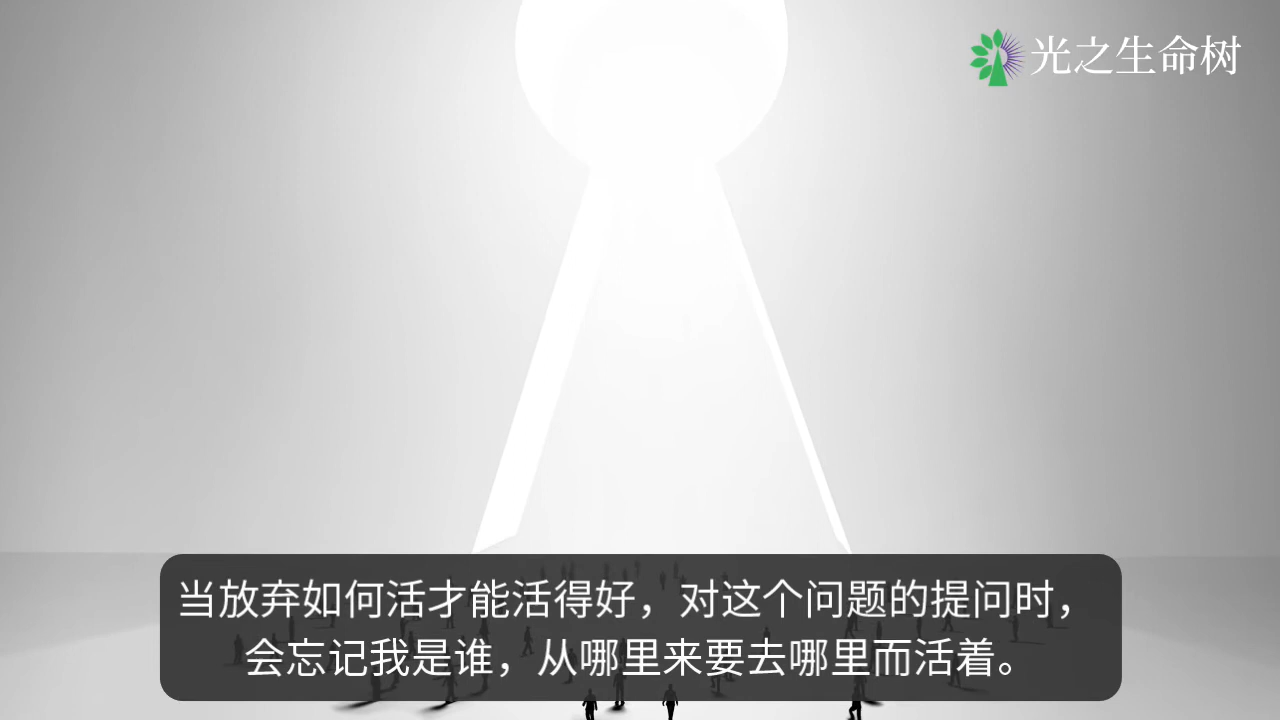 光之生命树
当放弃如何活才能活得好，对这个问题的提问时，
会忘记我是谁，从哪里来要去哪里而活着。